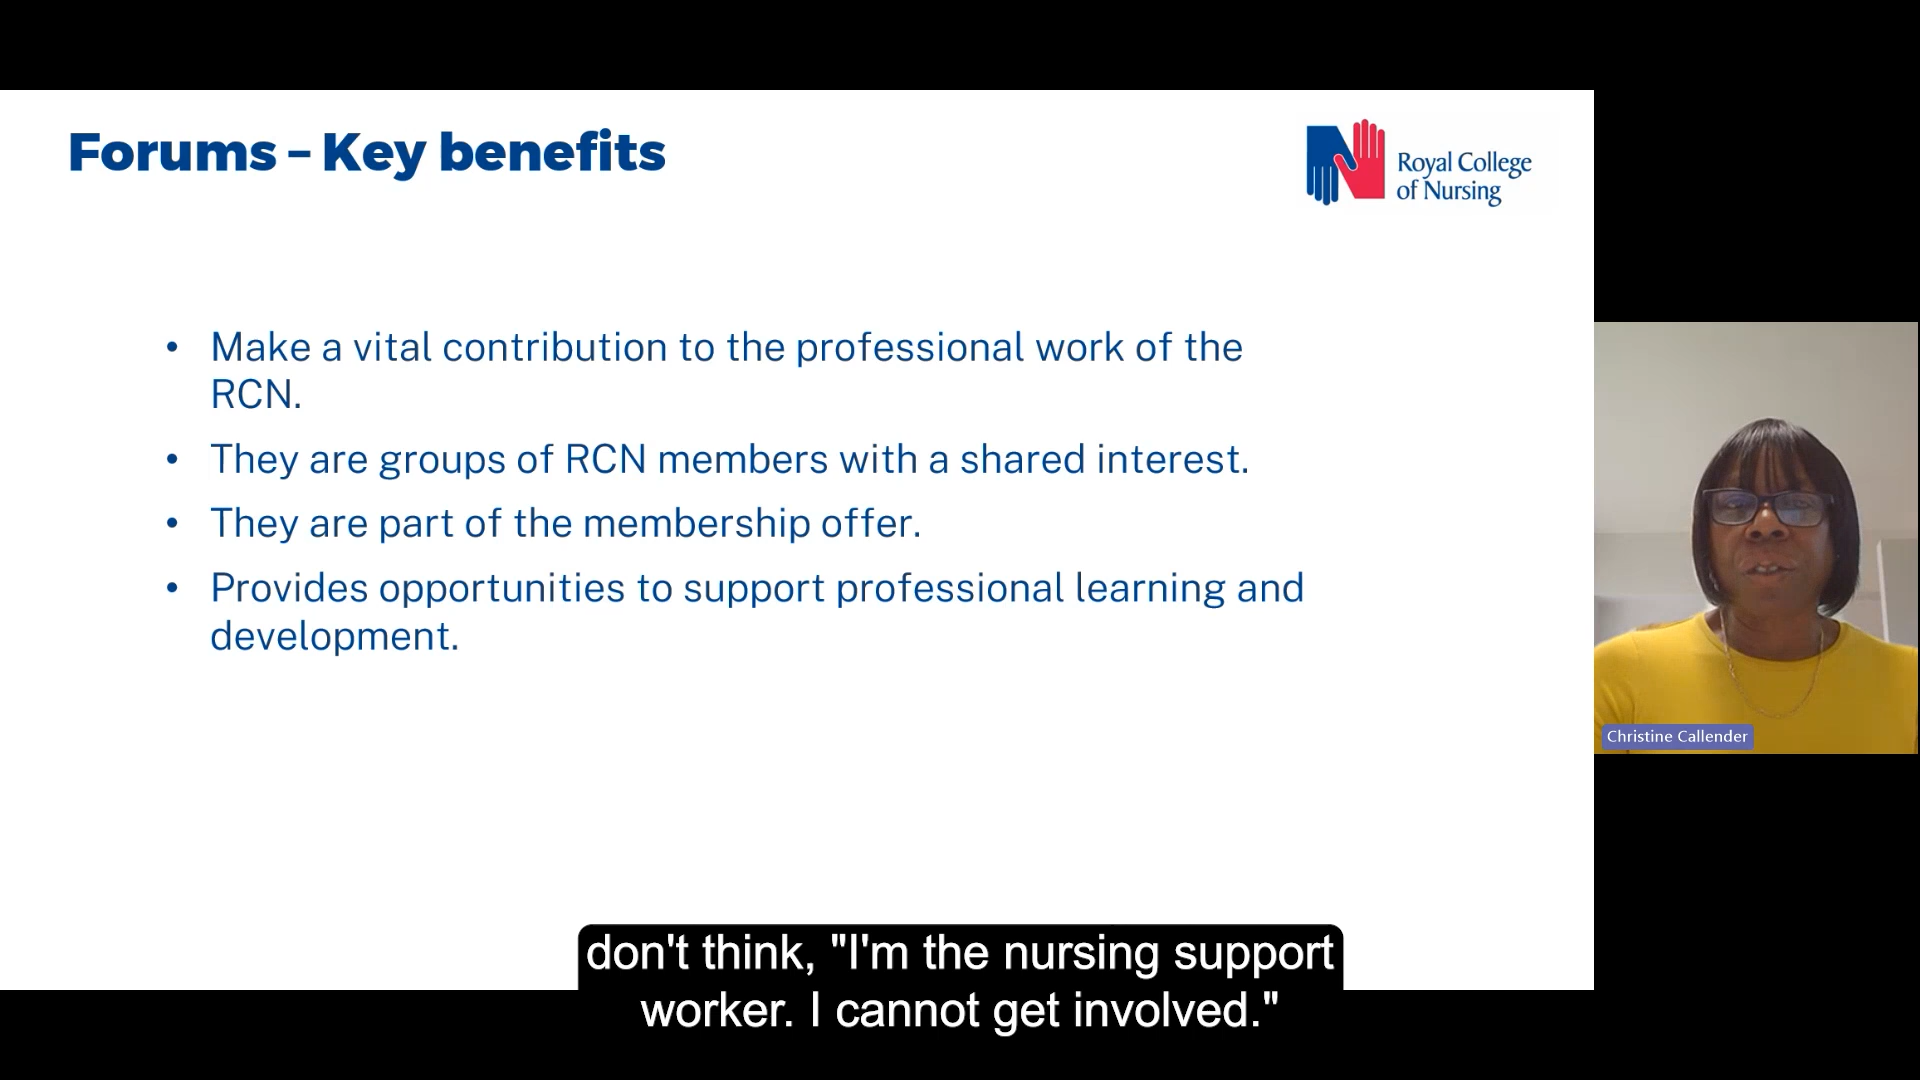 Forums – Key benefits
Royal College
of Nursing
• Make a vital contribution to the professional work of the
RCN.
• They are groups of RCN members with a shared interest.
• They are part of the membership offer.
• Provides opportunities to support professional learning and
development.
Christine Callender
don't think, "I'm the nursing support
worker. I cannot get involved."